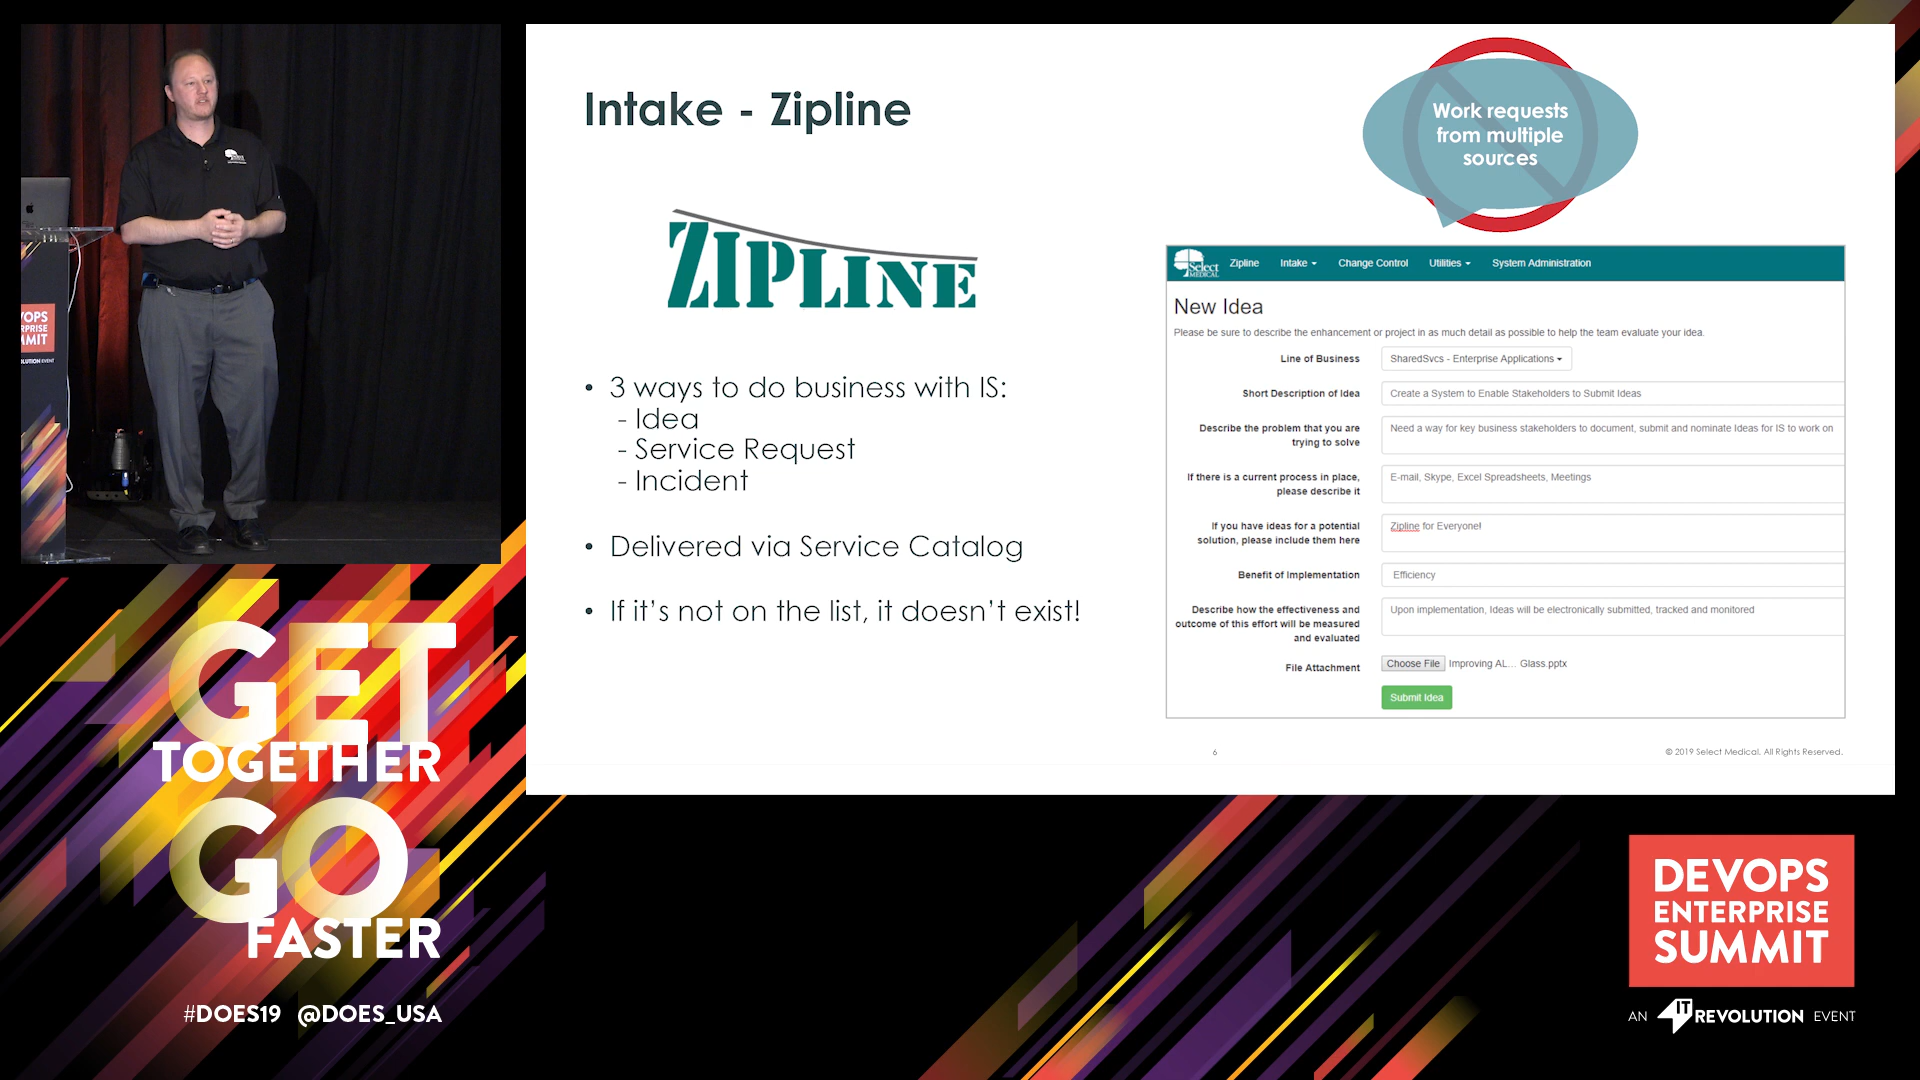 Intake - Zipline
ZIPLINE
• 3 ways to do business with IS:
- Idea
- Service Request
- Incident
• Delivered via Service Catalog
• If it's not on the list, it doesn't exist!
Work requests
from multiple
sources
Select
MEDICAL
Zipline Intake Change Control Utilities System Administration
New Idea
Please be sure to describe the enhancement or project in as much detail as possible to help the team evaluate your idea.
Line of Business SharedSvcs - Enterprise Applications
Short Description of Idea Create a System to Enable Stakeholders to Submit Ideas
Describe the problem that you are
trying to solve
Need a way for key business stakeholders to document, submit and nominate Ideas for IS to work on
If there is a current process in place,
please describe it
E-mail, Skype, Excel Spreadsheets, Meetings
If you have ideas for a potential
solution, please include them here
Zipline for Everyone!
Benefit of Implementation Efficiency
Describe how the effectiveness and
outcome of this effort will be measured
and evaluated
Upon implementation, Ideas will be electronically submitted, tracked and monitored
File Attachment Choose File Improving AL... Glass.pptx
Submit Idea
6
© 2019 Select Medical. All Rights Reserved.
GET
TOGETHER
GO
FASTER
#DOES19 @DOES_USA
DEVOPS
ENTERPRISE
SUMMIT
AN IT REVOLUTION EVENT